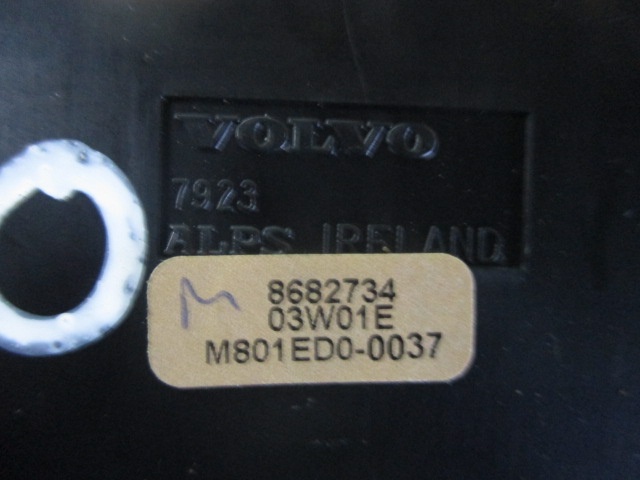 VOLVO
7923
ALPS IRELAND
8682734
03W01E
M801ED0-0037